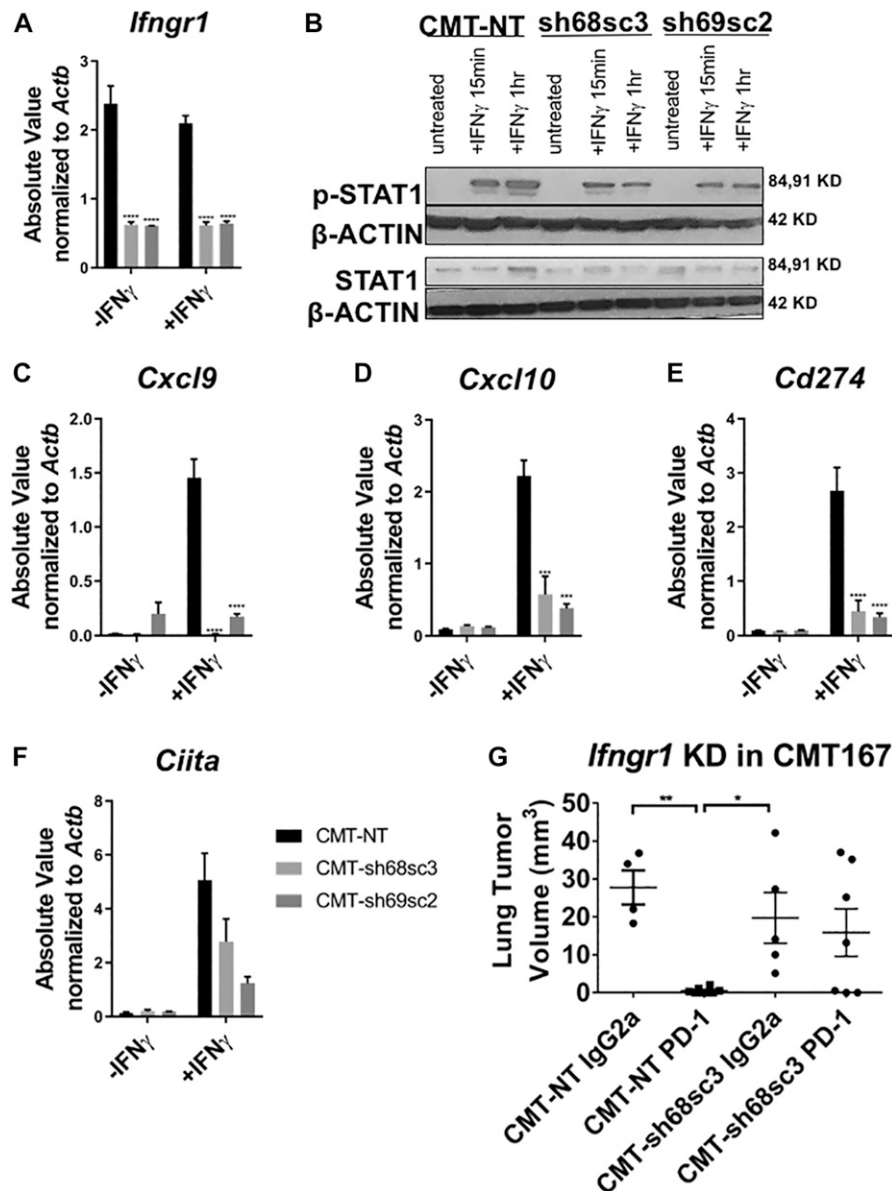 A
Ifngr1
Absolute Value
normalized to Actb
3
2
1
0
****
****
****
****
-IFNγ
+IFNγ
B
CMT-NT sh68sc3 sh69sc2
untreated
+IFNγ 15min
+IFNγ 1hr
untreated
+IFNγ 15min
+IFNγ 1hr
untreated
+IFNγ 15min
+IFNγ 1hr
p-STAT1 84,91 KD
β-ACTIN 42 KD
STAT1 84,91 KD
β-ACTIN 42 KD
C
Cxcl9
Absolute Value
normalized to Actb
2.0
1.5
1.0
0.5
0.0
****
****
-IFNγ
+IFNγ
D
Cxcl10
Absolute Value
normalized to Actb
3
2
1
0
***
***
-IFNγ
+IFNγ
E
Cd274
Absolute Value
normalized to Actb
4
3
2
1
0
****
****
-IFNγ
+IFNγ
F
Ciita
Absolute Value
normalized to Actb
8
6
4
2
0
-IFNγ
+IFNγ
CMT-NT
CMT-sh68sc3
CMT-sh69sc2
G
Ifngr1 KD in CMT167
Lung Tumor
Volume (mm³)
50
40
30
20
10
0
**
*
CMT-NT IgG2a
CMT-NT PD-1
CMT-sh68sc3 IgG2a
CMT-sh68sc3 PD-1